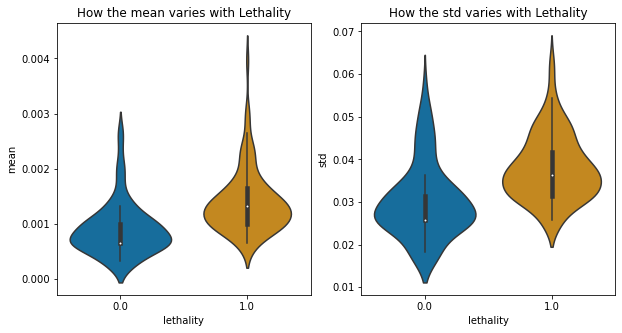 How the mean varies with Lethality
0.004
0.003
0.002
0.001
0.000
mean
0.0
1.0
lethality
How the std varies with Lethality
0.07
0.06
0.05
0.04
0.03
0.02
0.01
std
0.0
1.0
lethality